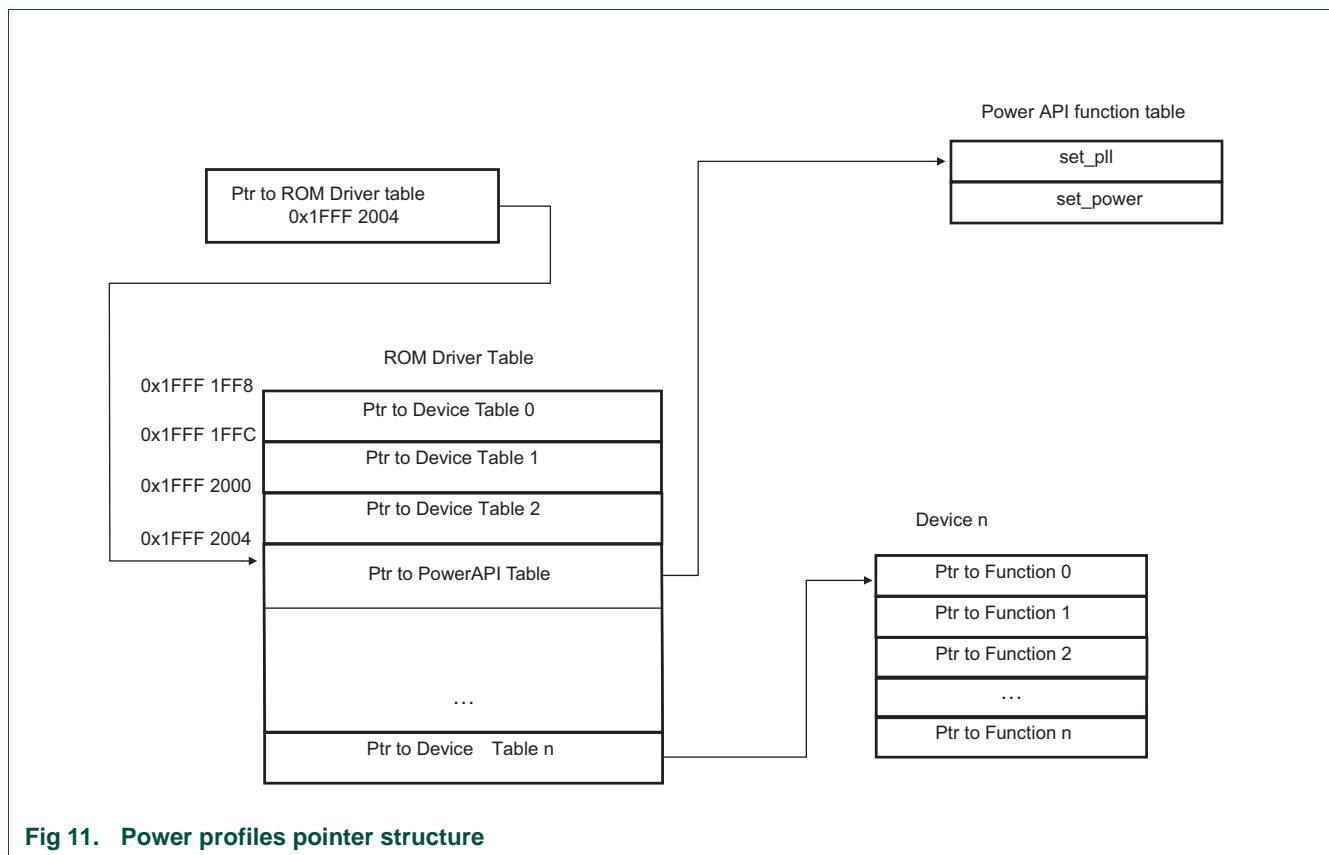 Power API function table
set_pll
set_power
Ptr to ROM Driver table
0x1FFF 2004
ROM Driver Table
0x1FFF 1FF8
Ptr to Device Table 0
0x1FFF 1FFC
Ptr to Device Table 1
0x1FFF 2000
Ptr to Device Table 2
0x1FFF 2004
Ptr to PowerAPI Table
…
Ptr to Device Table n
Device n
Ptr to Function 0
Ptr to Function 1
Ptr to Function 2
…
Ptr to Function n
Fig 11. Power profiles pointer structure